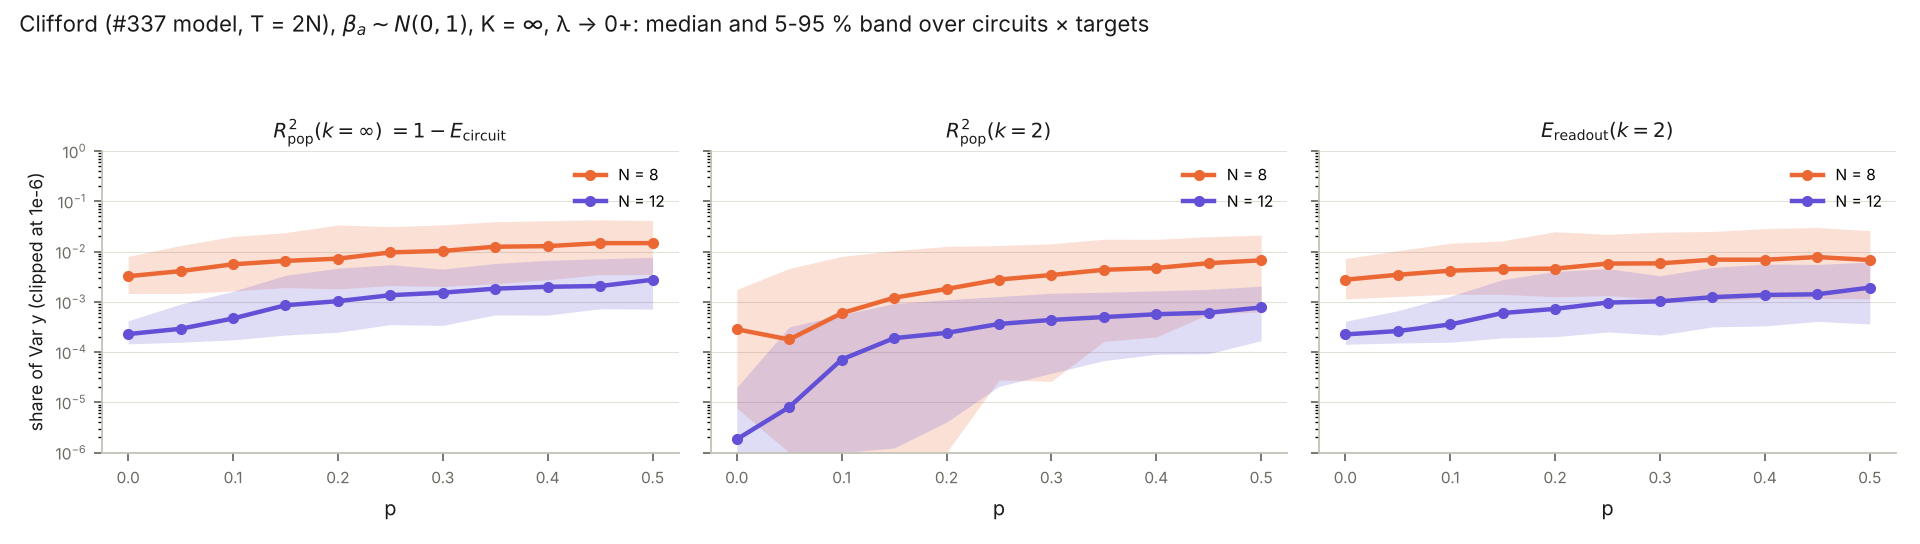 Clifford (#337 model, T = 2N), βₐ ~ N(0, 1), K = ∞, λ → 0+: median and 5-95 % band over circuits × targets
R²pop(k = ∞) = 1 − Ecircuit
R²pop(k = 2)
Ereadout(k = 2)
share of Var y (clipped at 1e-6)
10⁰
10⁻¹
10⁻²
10⁻³
10⁻⁴
10⁻⁵
10⁻⁶
N = 8
N = 12
N = 8
N = 12
N = 8
N = 12
0.0 0.1 0.2 0.3 0.4 0.5
0.0 0.1 0.2 0.3 0.4 0.5
0.0 0.1 0.2 0.3 0.4 0.5
p
p
p